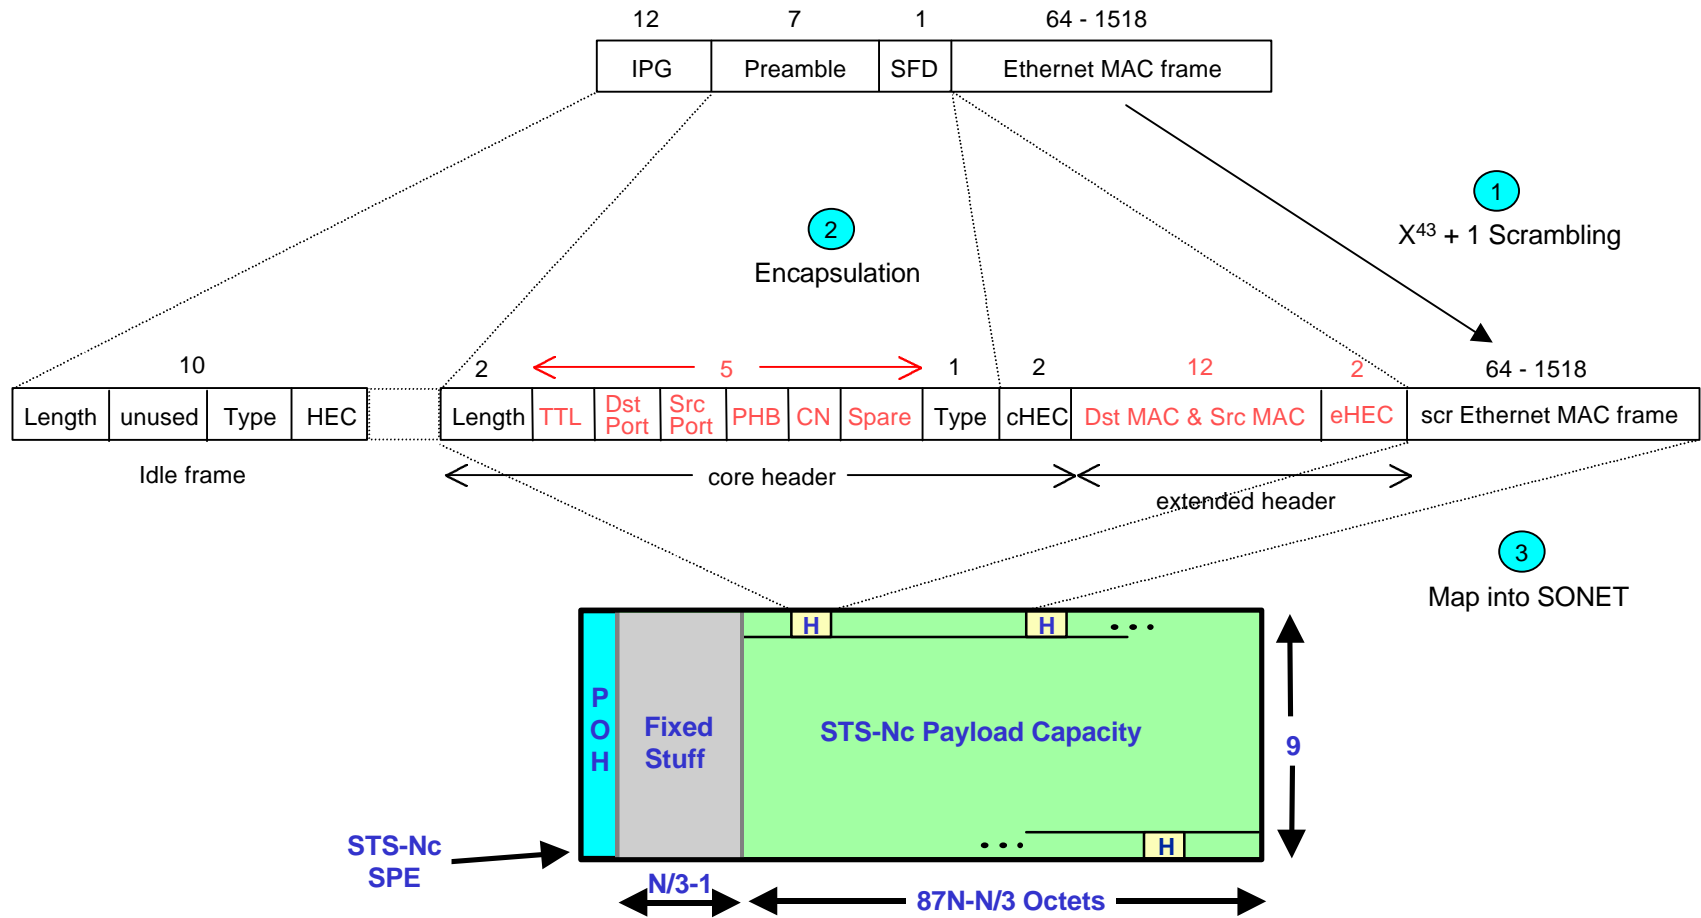 12 7 1 64 - 1518
IPG Preamble SFD Ethernet MAC frame
1
X43 + 1 Scrambling
2
Encapsulation
10 2 5 1 2 12 2 64 - 1518
Length unused Type HEC Length TTL Dst Port Src Port PHB CN Spare Type cHEC Dst MAC & Src MAC eHEC scr Ethernet MAC frame
Idle frame core header extended header
3
Map into SONET
H H • • •
P
O
H
Fixed
Stuff
STS-Nc Payload Capacity
9
• • • H
STS-Nc
SPE
N/3-1
87N-N/3 Octets